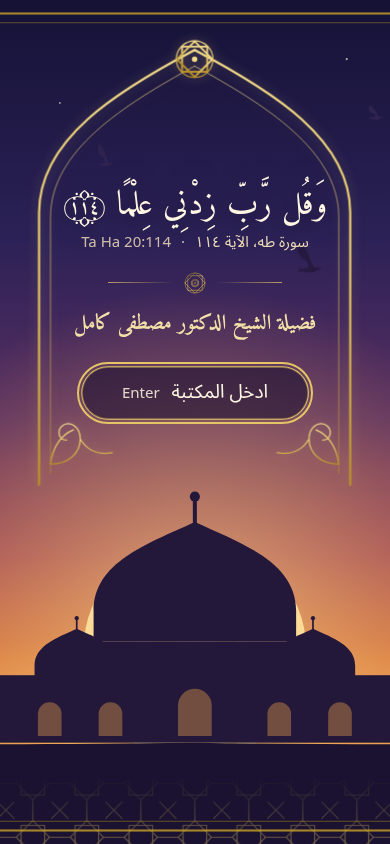 وَقُل رَّبِّ زِدْنِي عِلْمًا ۝١١٤
سورة طه، الآية ١١٤ · Ta Ha 20:114
فضيلة الشيخ الدكتور مصطفى كامل
ادخل المكتبة Enter